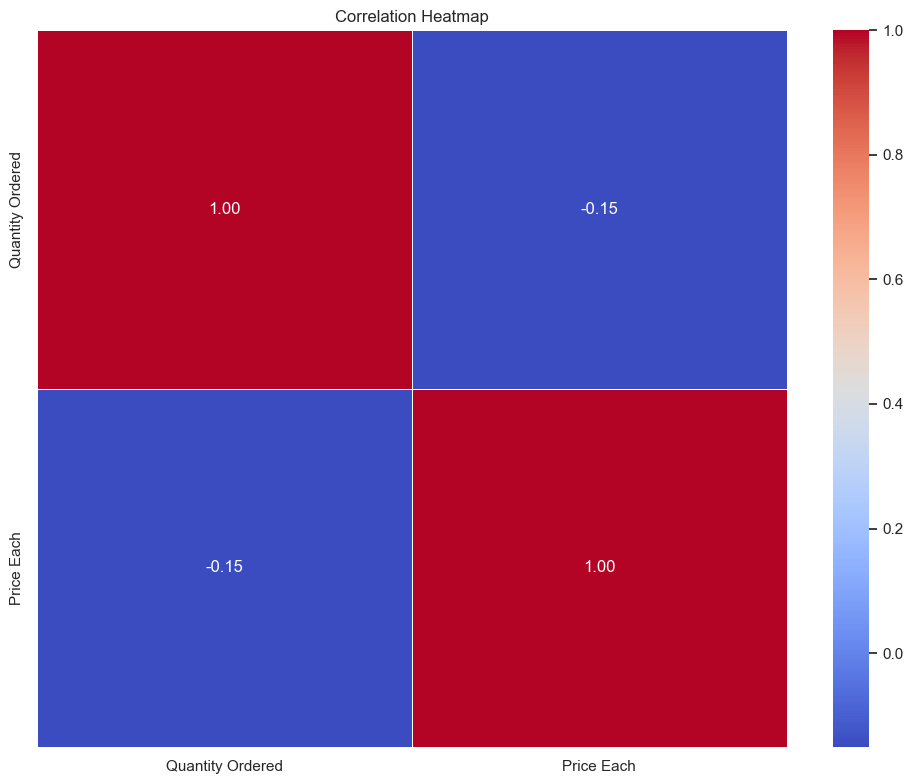 Correlation Heatmap
Quantity Ordered
Price Each
1.00
-0.15
-0.15
1.00
Quantity Ordered
Price Each
1.0
0.8
0.6
0.4
0.2
0.0